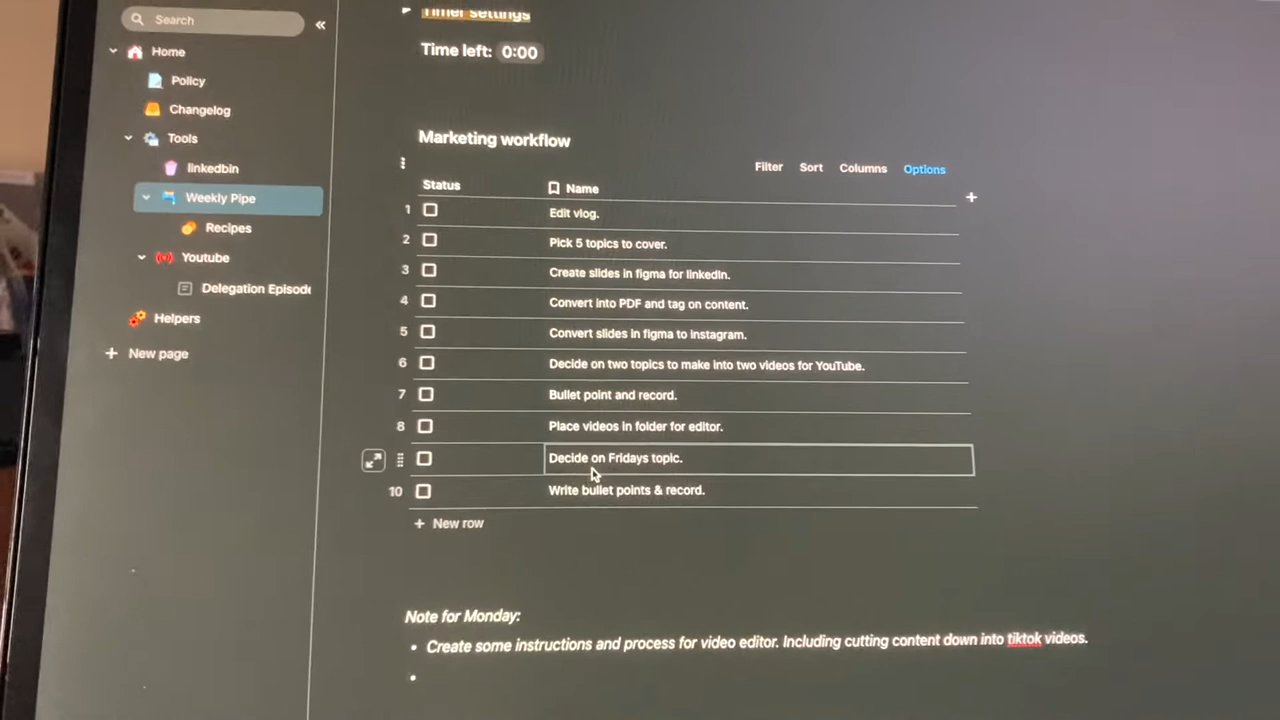 Search
Timer settings
Time left: 0:00
Home
Policy
Changelog
Tools
linkedbin
Weekly Pipe
Recipes
Youtube
Delegation Episode
Helpers
+ New page
Marketing workflow
Filter Sort Columns Options
Status Name
1 Edit vlog.
2 Pick 5 topics to cover.
3 Create slides in figma for linkedIn.
4 Convert into PDF and tag on content.
5 Convert slides in figma to Instagram.
6 Decide on two topics to make into two videos for YouTube.
7 Bullet point and record.
8 Place videos in folder for editor.
Decide on Fridays topic.
10 Write bullet points & record.
+ New row
Note for Monday:
• Create some instructions and process for video editor. Including cutting content down into tiktok videos.